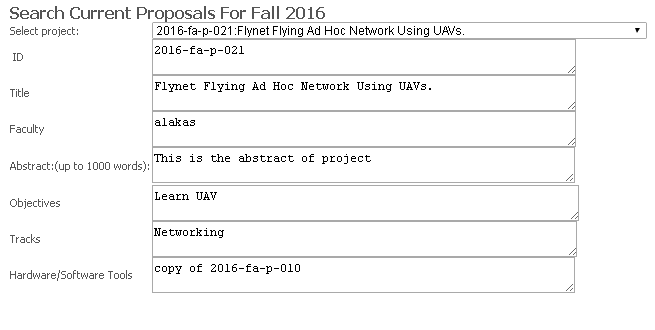 Search Current Proposals For Fall 2016
Select project: 2016-fa-p-021:Flynet Flying Ad Hoc Network Using UAVs.
ID 2016-fa-p-021
Title Flynet Flying Ad Hoc Network Using UAVs.
Faculty alakas
Abstract:(up to 1000 words): This is the abstract of project
Objectives Learn UAV
Tracks Networking
Hardware/Software Tools copy of 2016-fa-p-010